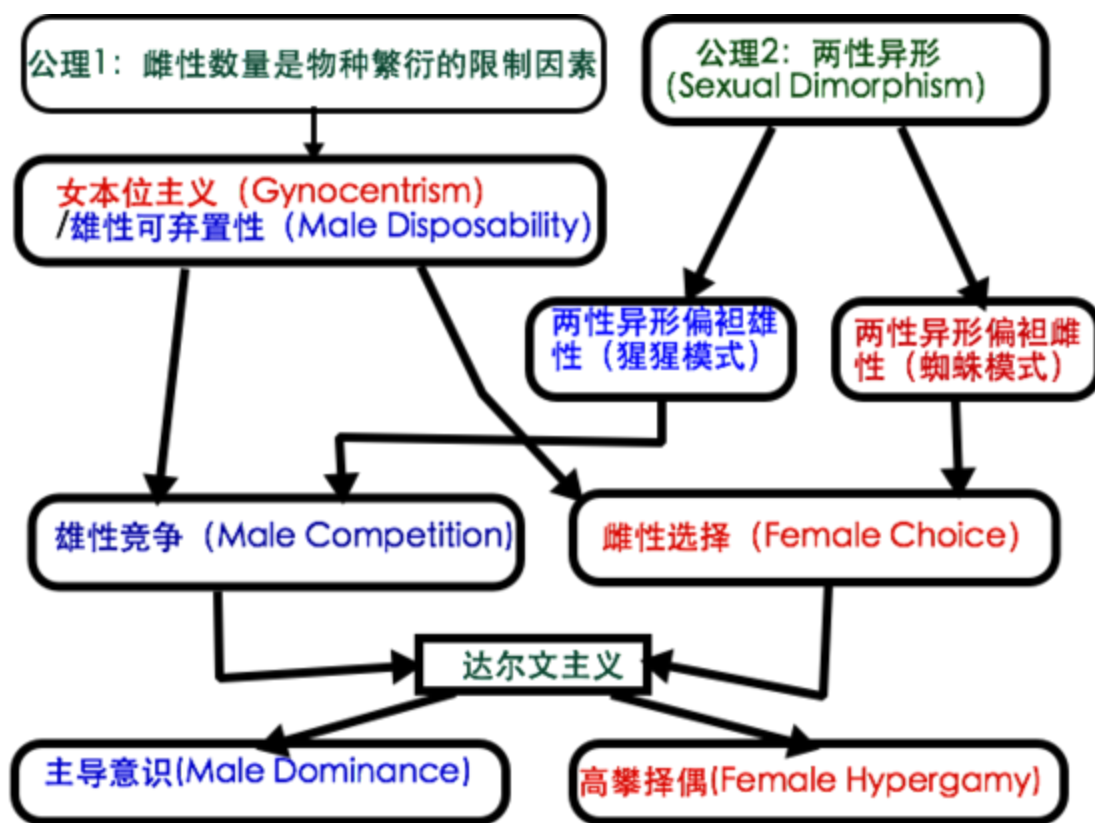 公理1：雌性数量是物种繁衍的限制因素
公理2：两性异形
(Sexual Dimorphism)
女本位主义（Gynocentrism)
/雄性可弃置性（Male Disposability)
两性异形偏袒雄
性（猩猩模式）
两性异形偏袒雌
性（蜘蛛模式）
雄性竞争（Male Competition)
雌性选择（Female Choice)
达尔文主义
主导意识(Male Dominance)
高攀择偶(Female Hypergamy)